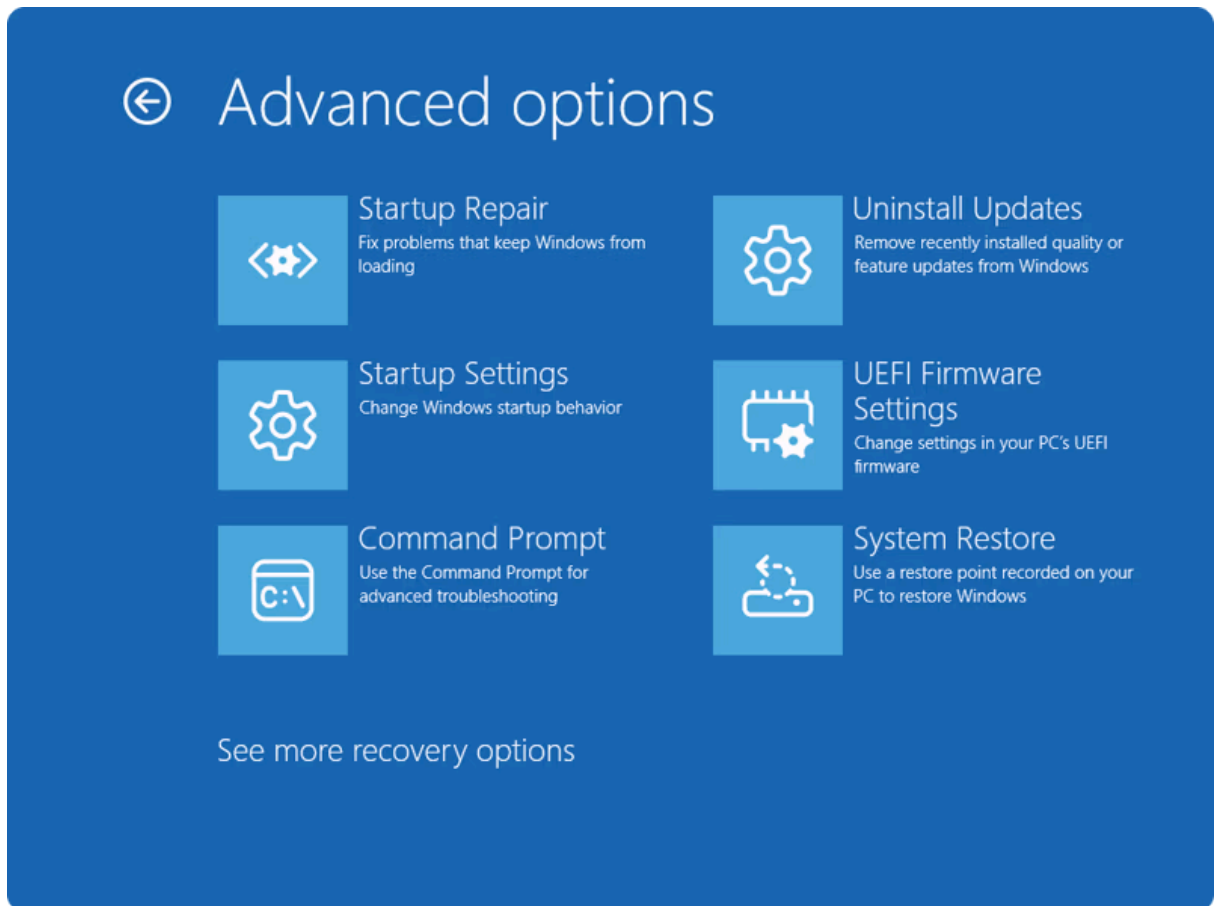 Advanced options
Startup Repair
Fix problems that keep Windows from
loading
Uninstall Updates
Remove recently installed quality or
feature updates from Windows
Startup Settings
Change Windows startup behavior
UEFI Firmware
Settings
Change settings in your PC's UEFI
firmware
Command Prompt
Use the Command Prompt for
advanced troubleshooting
C:\
System Restore
Use a restore point recorded on your
PC to restore Windows
See more recovery options